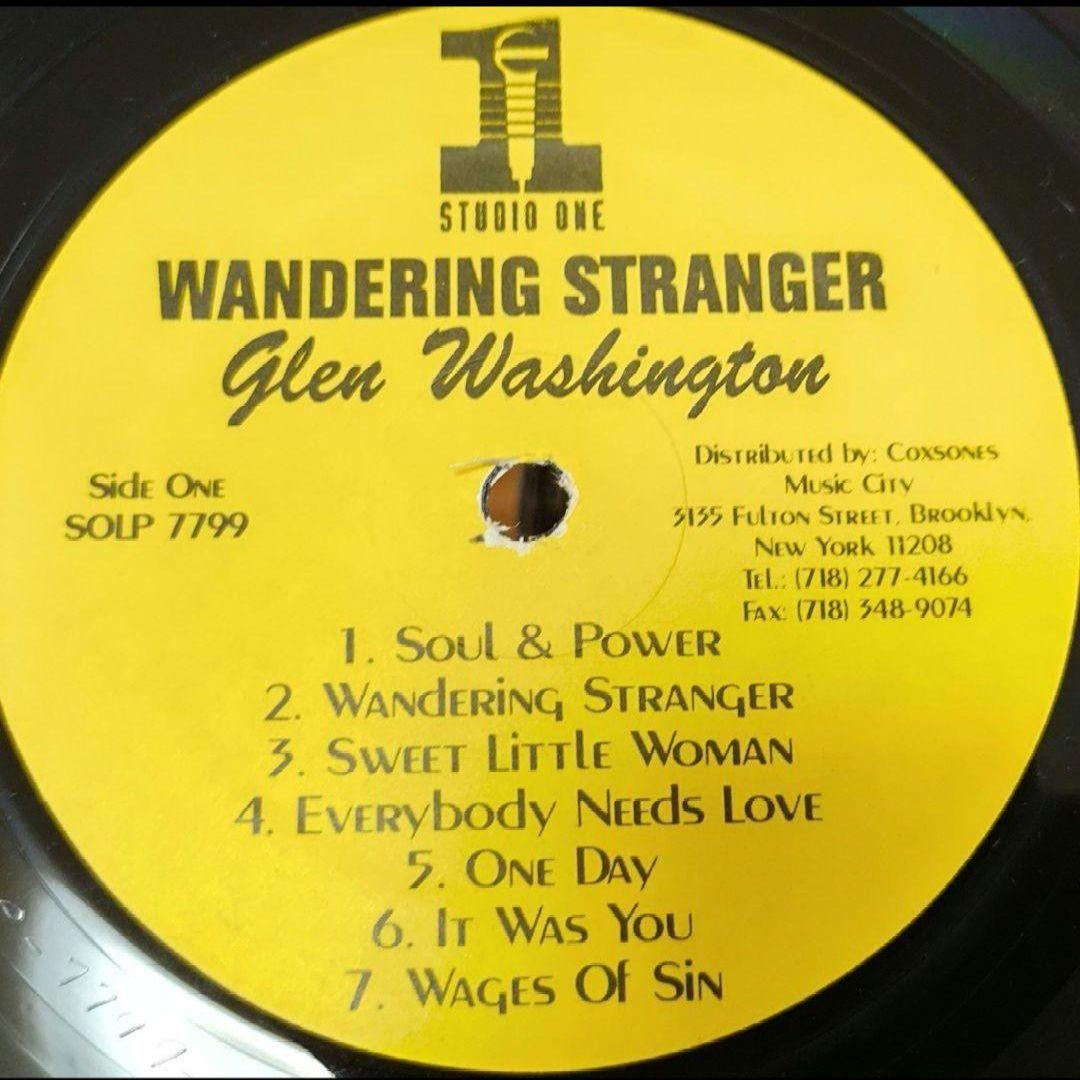 1
STUDIO ONE
WANDERING STRANGER
Glen Washington
Side One
SOLP 7799
Distributed by: Coxsones
Music City
3135 Fulton Street, Brooklyn,
New York 11208
Tel.: (718) 277-4166
Fax: (718) 348-9074
1. Soul & Power
2. Wandering Stranger
3. Sweet Little Woman
4. Everybody Needs Love
5. One Day
6. It Was You
7. Wages Of Sin